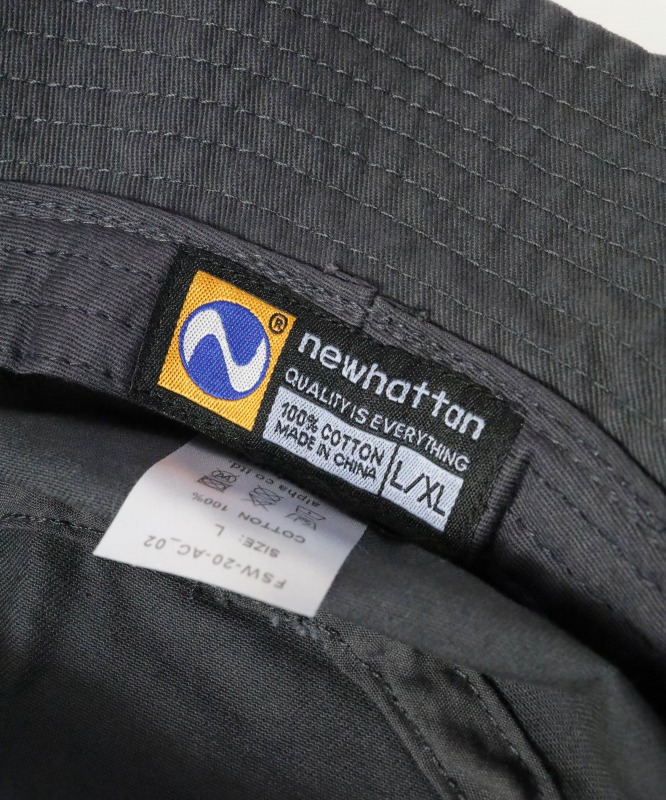 ®
newhattan
QUALITY IS EVERYTHING
100% COTTON
MADE IN CHINA
L/XL
FSW-20-AC_02
SIZE: L
COTTON 100%
alpha co ltd